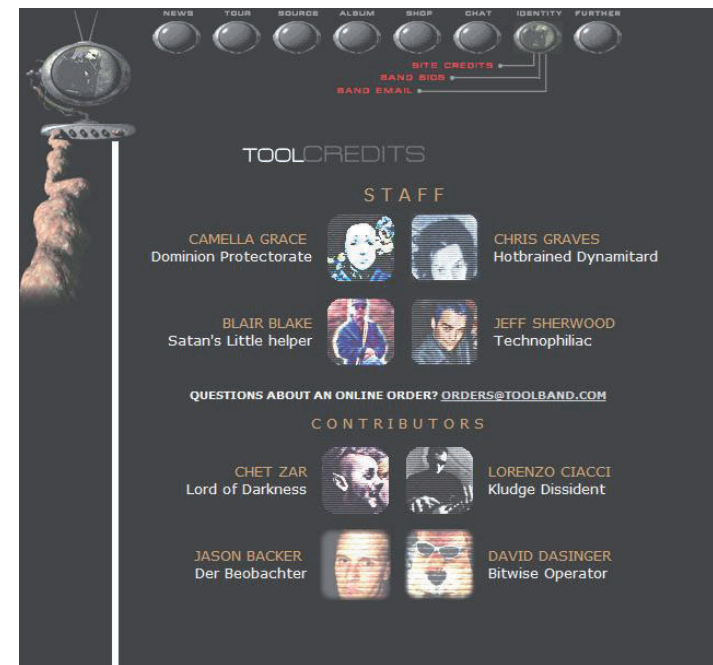 NEWS TOUR SOURCE ALBUM SHOP CHAT IDENTITY FURTHER
SITE CREDITS
BAND BIOS
BAND EMAIL
TOOLCREDITS
STAFF
CAMELLA GRACE
Dominion Protectorate
CHRIS GRAVES
Hotbrained Dynamitard
BLAIR BLAKE
Satan's Little helper
JEFF SHERWOOD
Technophiliac
QUESTIONS ABOUT AN ONLINE ORDER? ORDERS@TOOLBAND.COM
CONTRIBUTORS
CHET ZAR
Lord of Darkness
LORENZO CIACCI
Kludge Dissident
JASON BACKER
Der Beobachter
DAVID DASINGER
Bitwise Operator